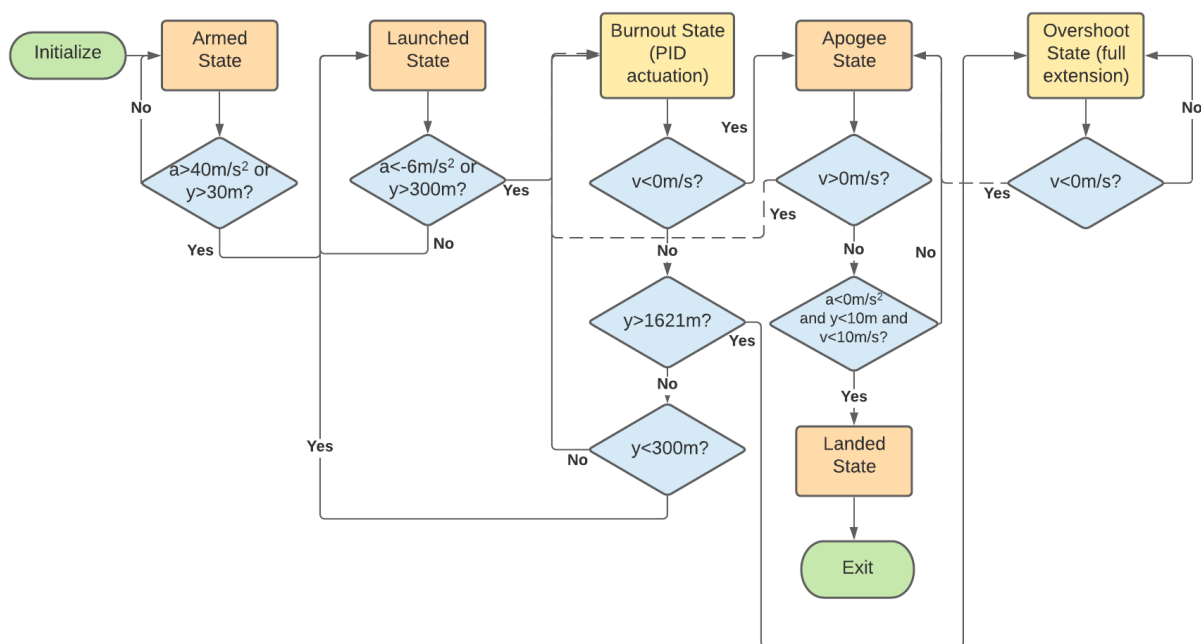 Initialize
Armed
State
Launched
State
Burnout State
(PID
actuation)
Apogee
State
Overshoot
State (full
extension)
No
No
Yes
a>40m/s² or
y>30m?
a<-6m/s² or
y>300m?
Yes
v<0m/s?
v>0m/s?
Yes
v<0m/s?
Yes
Yes
No
No
No
No
a<0m/s²
and y<10m and
v<10m/s?
y>1621m?
Yes
No
Yes
Yes
y<300m?
No
Landed
State
Exit